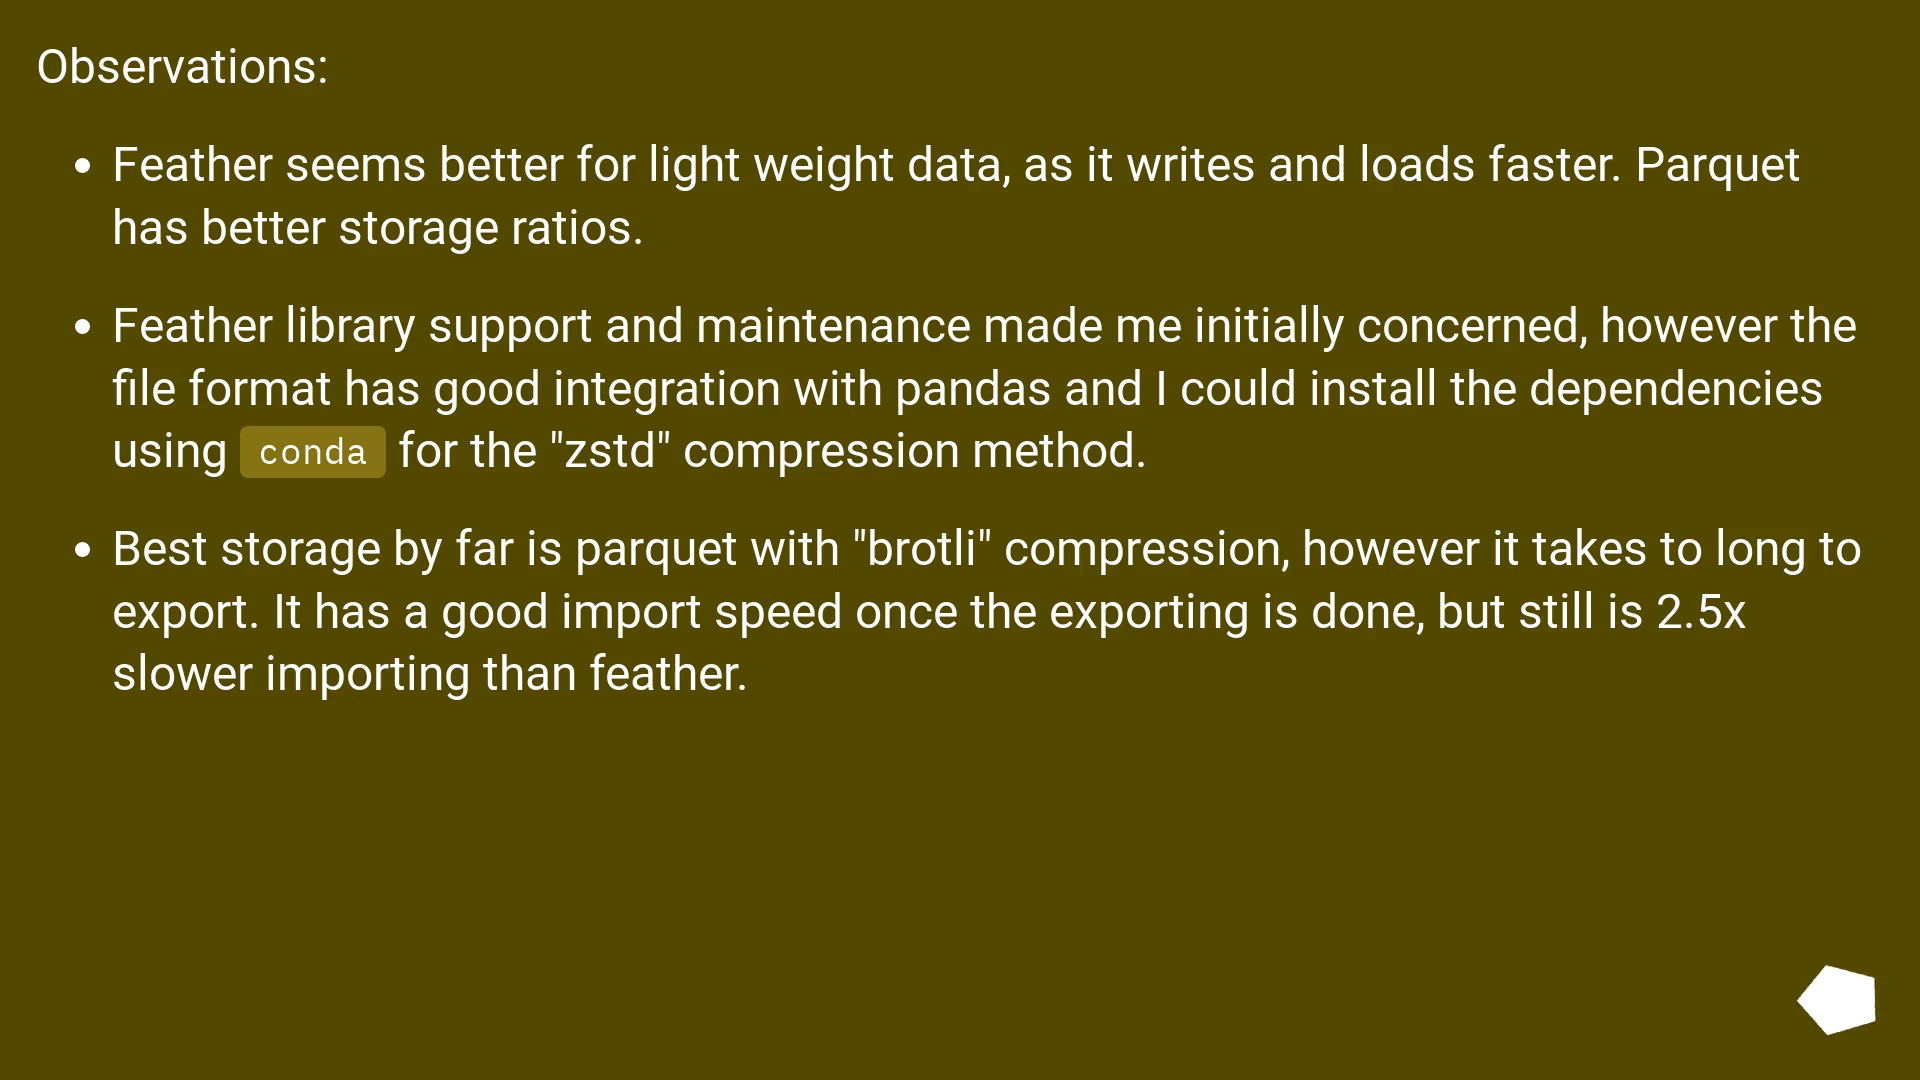 Observations:
Feather seems better for light weight data, as it writes and loads faster. Parquet
has better storage ratios.
Feather library support and maintenance made me initially concerned, however the
file format has good integration with pandas and I could install the dependencies
using conda for the "zstd" compression method.
Best storage by far is parquet with "brotli" compression, however it takes to long to
export. It has a good import speed once the exporting is done, but still is 2.5x
slower importing than feather.